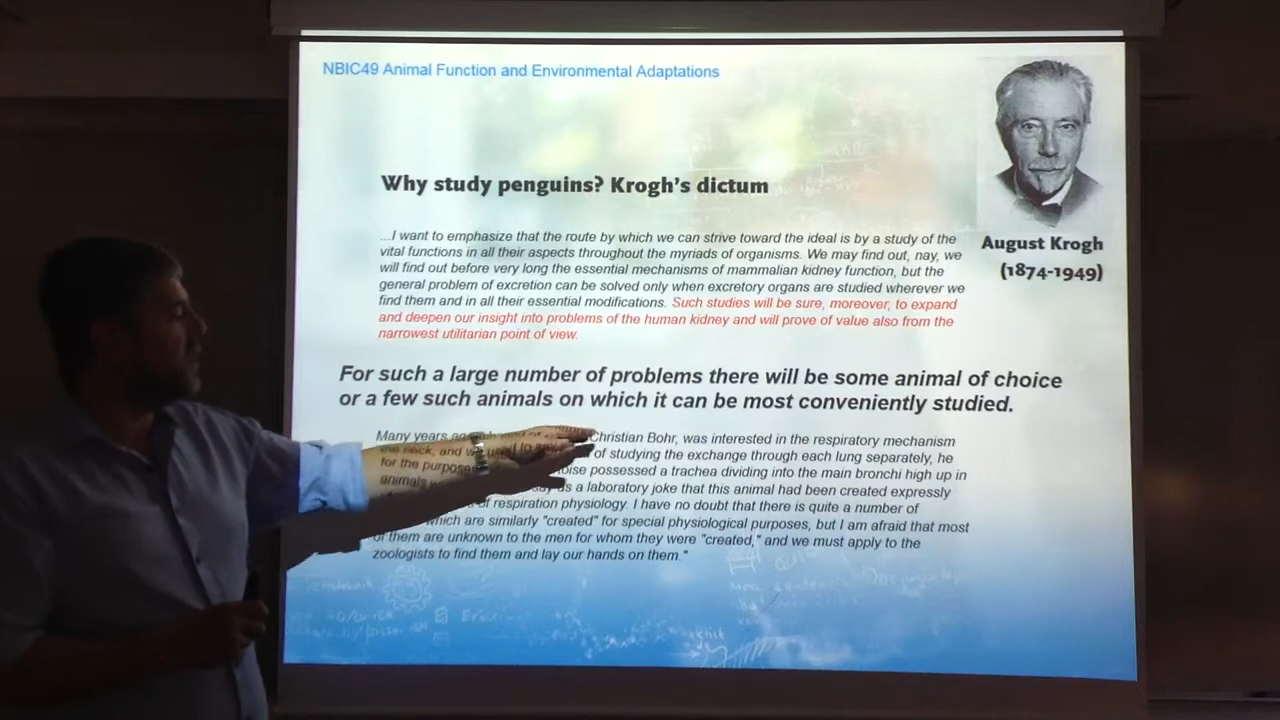 NBIC49 Animal Function and Environmental Adaptations
Why study penguins? Krogh's dictum
...I want to emphasize that the route by which we can strive toward the ideal is by a study of the
vital functions in all their aspects throughout the myriads of organisms. We may find out, nay, we
will find out before very long the essential mechanisms of mammalian kidney function, but the
general problem of excretion can be solved only when excretory organs are studied wherever we
find them and in all their essential modifications. Such studies will be sure, moreover, to expand
and deepen our insight into problems of the human kidney and will prove of value also from the
narrowest utilitarian point of view.
August Krogh
(1874-1949)
For such a large number of problems there will be some animal of choice
or a few such animals on which it can be most conveniently studied.
Many years Christian Bohr, was interested in the respiratory mechanism
of studying the exchange through each lung separately, he
for the purposes possessed a trachea dividing into the main bronchi high up in
the neck, and we used to as a laboratory joke that this animal had been created expressly
animals of respiration physiology. I have no doubt that there is quite a number of
which are similarly "created" for special physiological purposes, but I am afraid that most
of them are unknown to the men for whom they were "created," and we must apply to the
zoologists to find them and lay our hands on them."